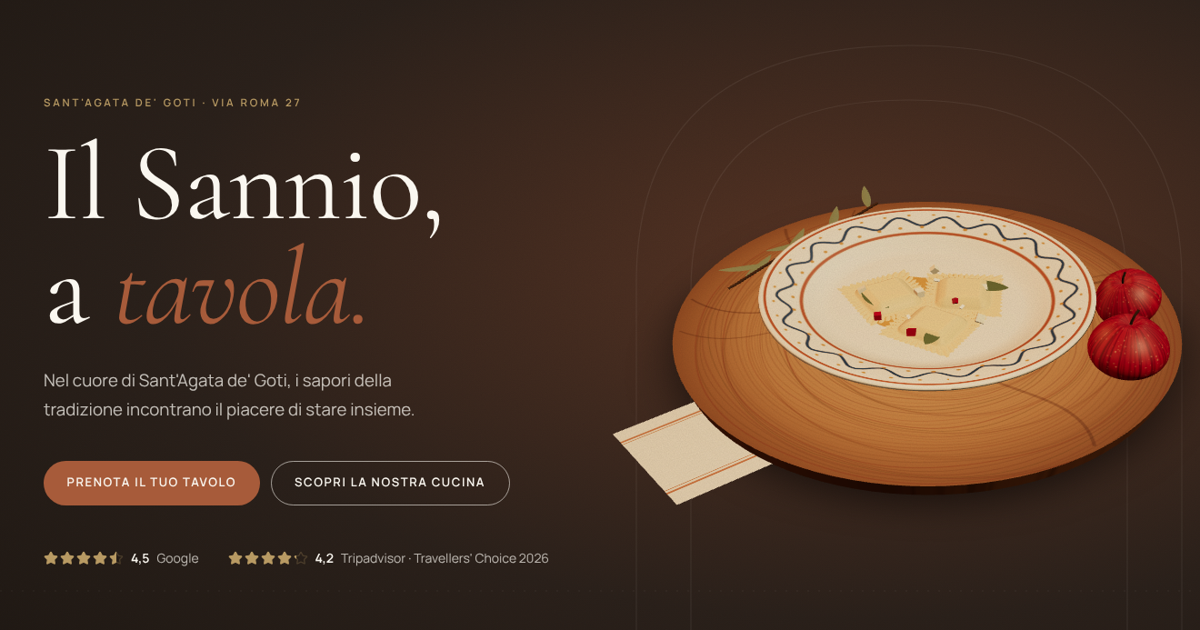 SANT'AGATA DE' GOTI · VIA ROMA 27
Il Sannio,
a tavola.
Nel cuore di Sant'Agata de' Goti, i sapori della
tradizione incontrano il piacere di stare insieme.
PRENOTA IL TUO TAVOLO
SCOPRI LA NOSTRA CUCINA
4,5 Google
4,2 Tripadvisor · Travellers' Choice 2026